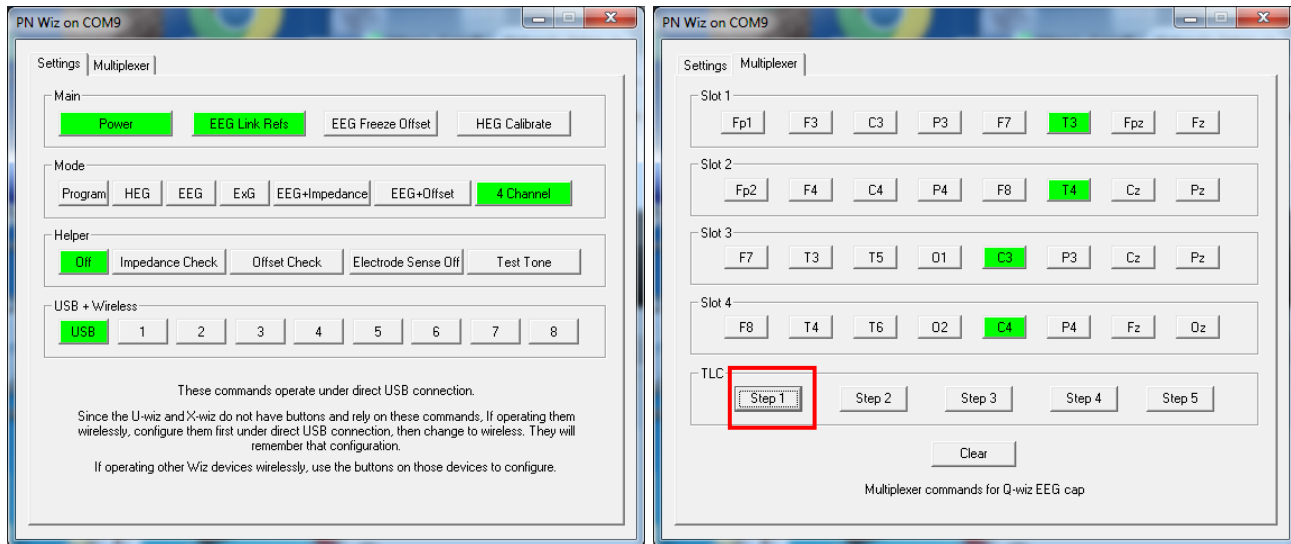 PN Wiz on COM9
Settings Multiplexer
Main
Power EEG Link Refs EEG Freeze Offset HEG Calibrate
Mode
Program HEG EEG ExG EEG+Impedance EEG+Offset 4 Channel
Helper
Off Impedance Check Offset Check Electrode Sense Off Test Tone
USB + Wireless
USB 1 2 3 4 5 6 7 8
These commands operate under direct USB connection.
Since the U-wiz and X-wiz do not have buttons and rely on these commands, If operating them
wirelessly, configure them first under direct USB connection, then change to wireless. They will
remember that configuration.
If operating other Wiz devices wirelessly, use the buttons on those devices to configure.
PN Wiz on COM9
Settings Multiplexer
Slot 1
Fp1 F3 C3 P3 F7 T3 Fpz Fz
Slot 2
Fp2 F4 C4 P4 F8 T4 Cz Pz
Slot 3
F7 T3 T5 O1 C3 P3 Cz Pz
Slot 4
F8 T4 T6 O2 C4 P4 Fz Oz
TLC
Step 1 Step 2 Step 3 Step 4 Step 5
Clear
Multiplexer commands for Q-wiz EEG cap